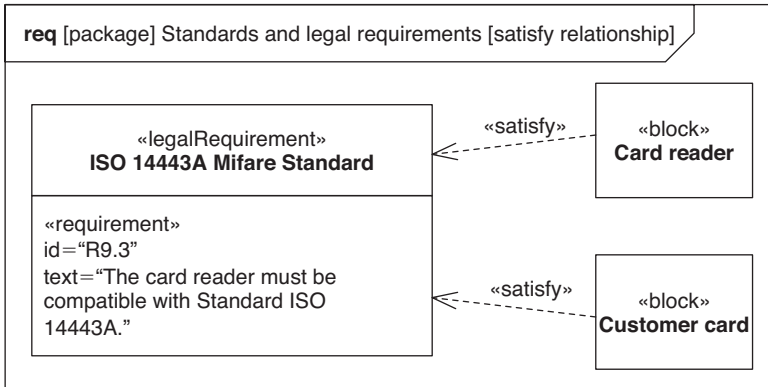 req [package] Standards and legal requirements [satisfy relationship]
«legalRequirement»
ISO 14443A Mifare Standard
«requirement»
id=“R9.3”
text=“The card reader must be
compatible with Standard ISO
14443A.”
«satisfy»
«block»
Card reader
«satisfy»
«block»
Customer card